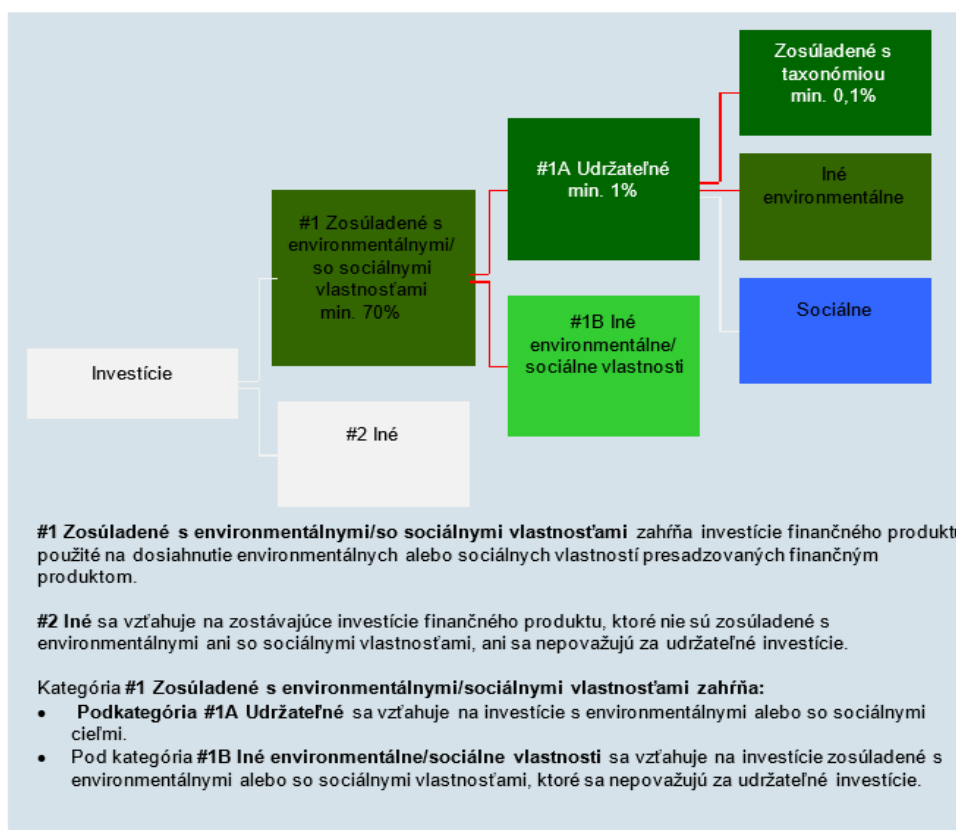 Zosúladené s
taxonómiou
min. 0,1%
#1A Udržateľné
min. 1%
Iné
environmentálne
#1 Zosúladené s
environmentálnymi/
so sociálnymi
vlastnosťami
min. 70%
Sociálne
#1B Iné
environmentálne/
sociálne vlastnosti
Investície
#2 Iné
#1 Zosúladené s environmentálnymi/so sociálnymi vlastnosťami zahŕňa investície finančného produktu
použité na dosiahnutie environmentálnych alebo sociálnych vlastností presadzovaných finančným
produktom.
#2 Iné sa vzťahuje na zostávajúce investície finančného produktu, ktoré nie sú zosúladené s
environmentálnymi ani so sociálnymi vlastnosťami, ani sa nepovažujú za udržateľné investície.
Kategória #1 Zosúladené s environmentálnymi/sociálnymi vlastnosťami zahŕňa:
• Podkategória #1A Udržateľné sa vzťahuje na investície s environmentálnymi alebo so sociálnymi
cieľmi.
• Pod kategória #1B Iné environmentálne/sociálne vlastnosti sa vzťahuje na investície zosúladené s
environmentálnymi alebo so sociálnymi vlastnosťami, ktoré sa nepovažujú za udržateľné investície.